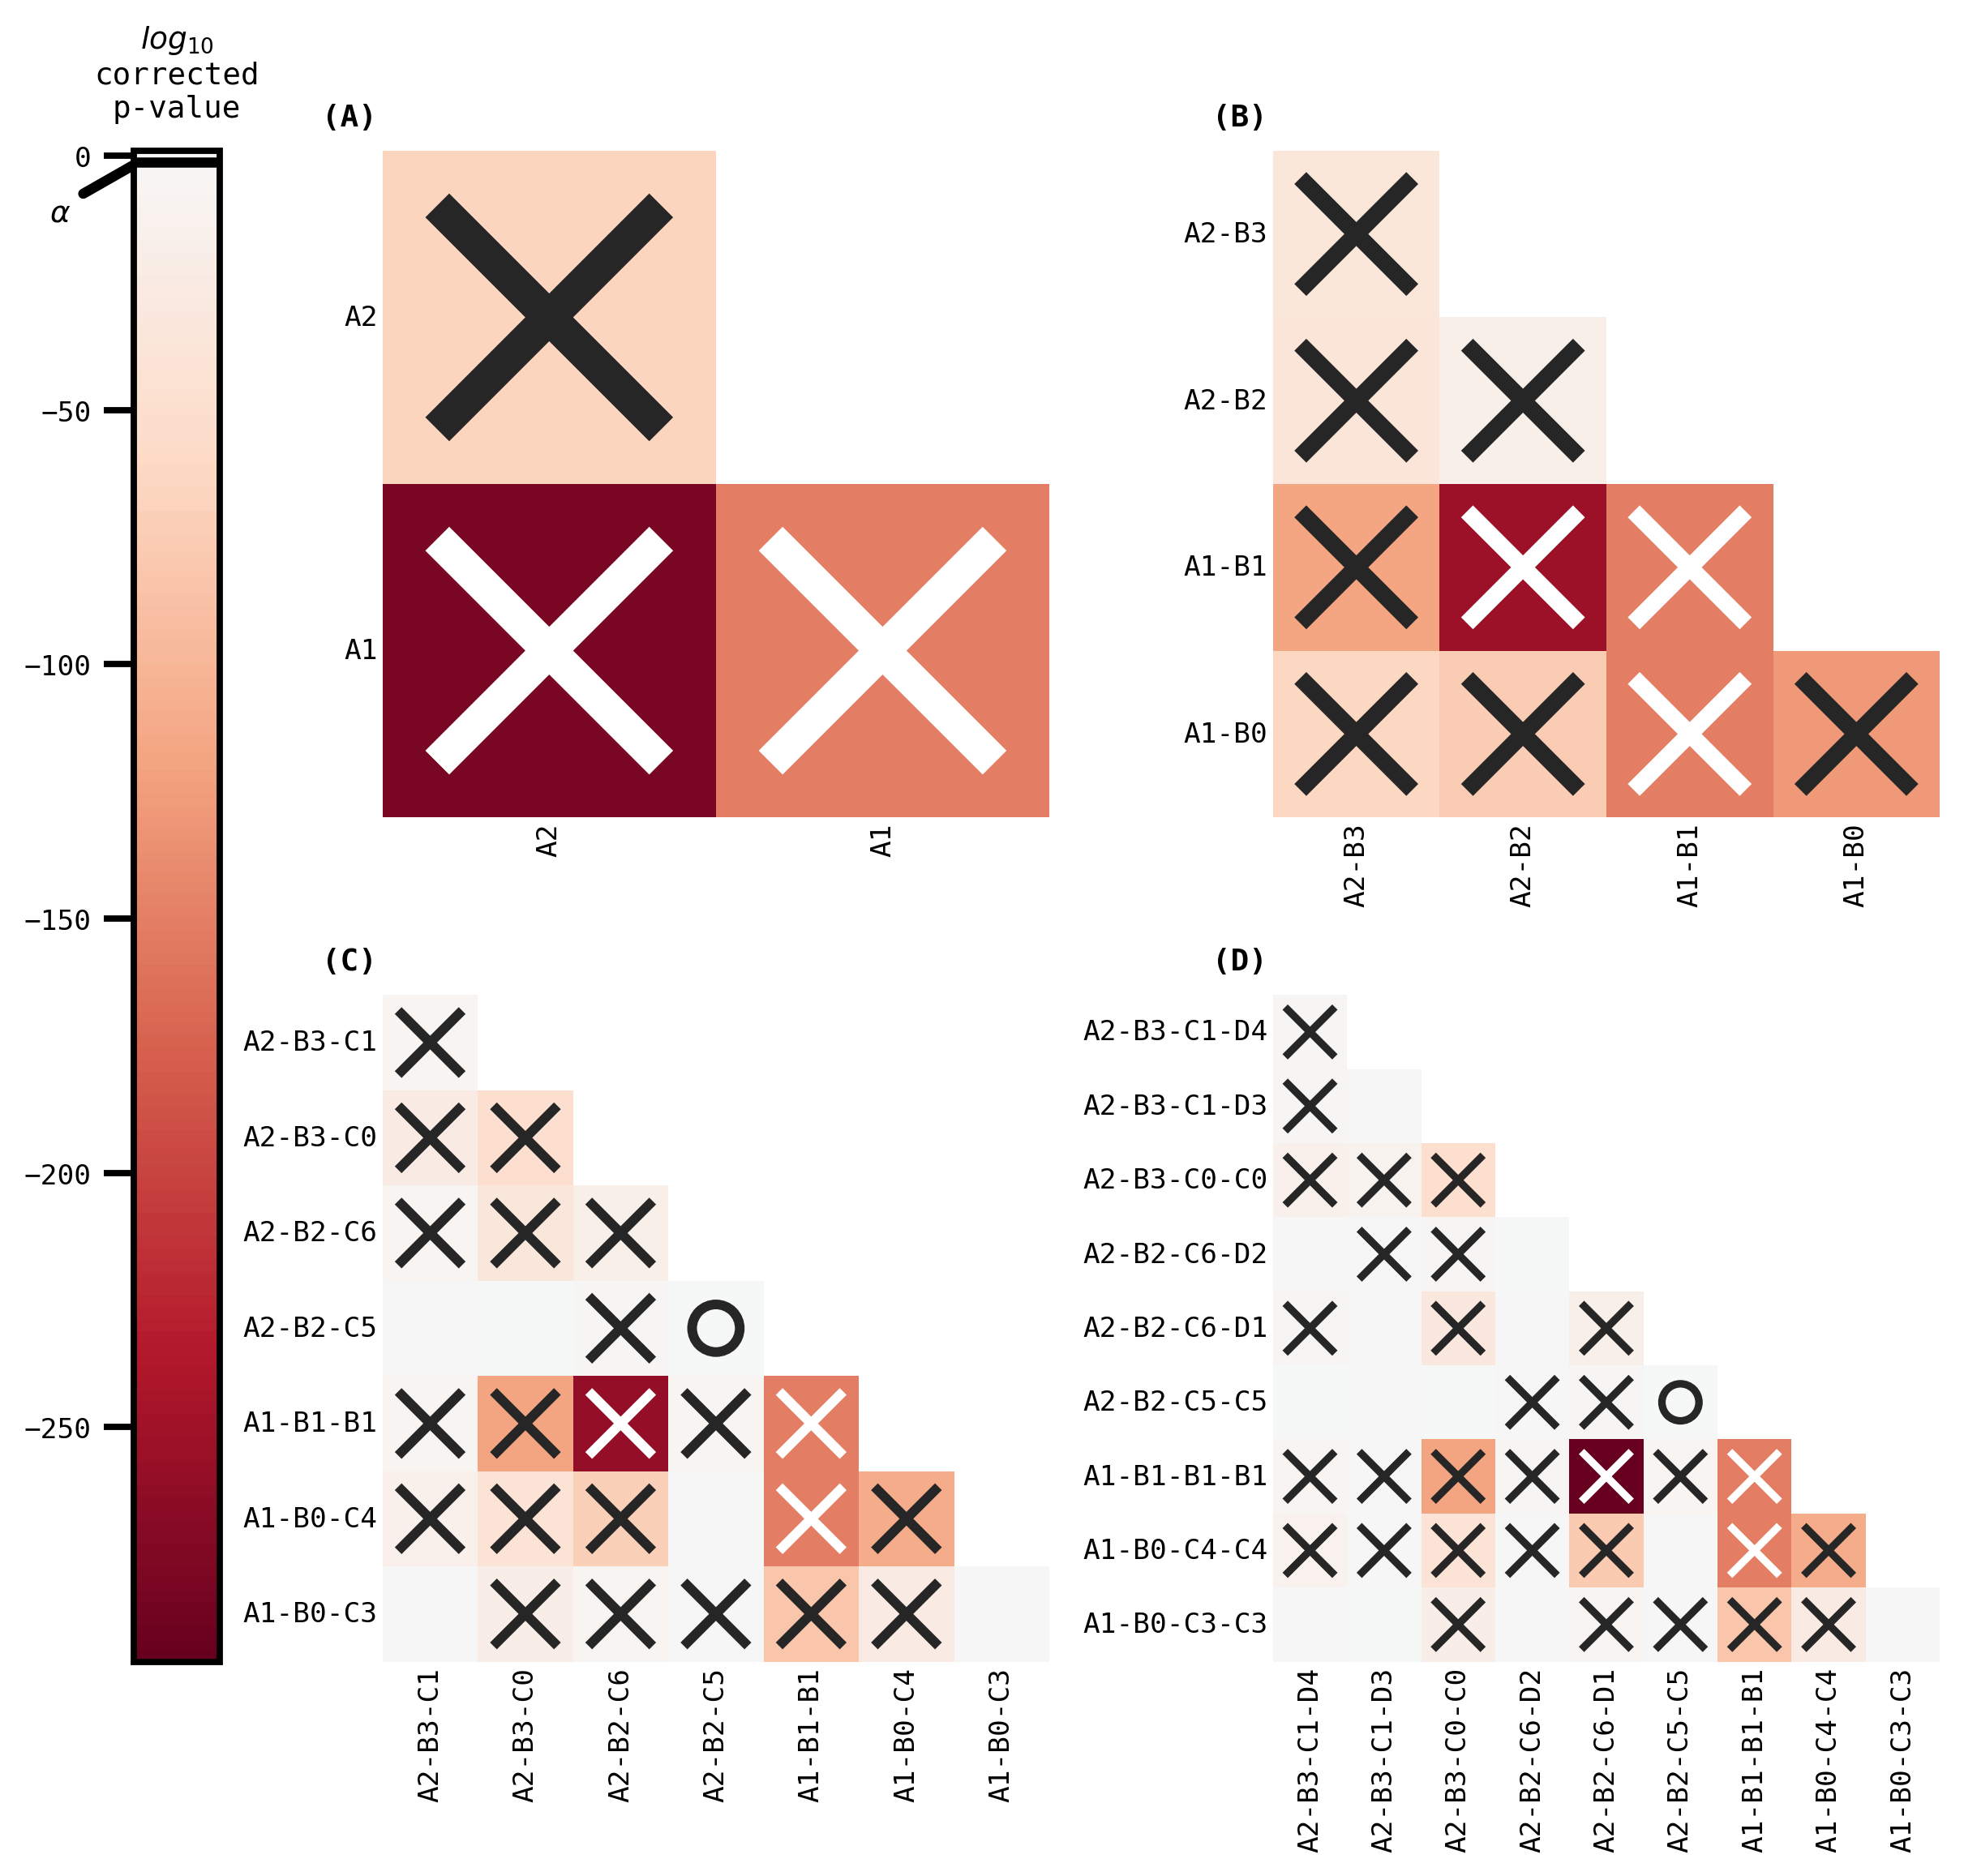 log₁₀
corrected
p-value
0
α
−50
−100
−150
−200
−250
(A)
A2
A1
A2
A1
(B)
A2-B3
A2-B2
A1-B1
A1-B0
A2-B3
A2-B2
A1-B1
A1-B0
(C)
A2-B3-C1
A2-B3-C0
A2-B2-C6
A2-B2-C5
A1-B1-B1
A1-B0-C4
A1-B0-C3
A2-B3-C1
A2-B3-C0
A2-B2-C6
A2-B2-C5
A1-B1-B1
A1-B0-C4
A1-B0-C3
(D)
A2-B3-C1-D4
A2-B3-C1-D3
A2-B3-C0-C0
A2-B2-C6-D2
A2-B2-C6-D1
A2-B2-C5-C5
A1-B1-B1-B1
A1-B0-C4-C4
A1-B0-C3-C3
A2-B3-C1-D4
A2-B3-C1-D3
A2-B3-C0-C0
A2-B2-C6-D2
A2-B2-C6-D1
A2-B2-C5-C5
A1-B1-B1-B1
A1-B0-C4-C4
A1-B0-C3-C3